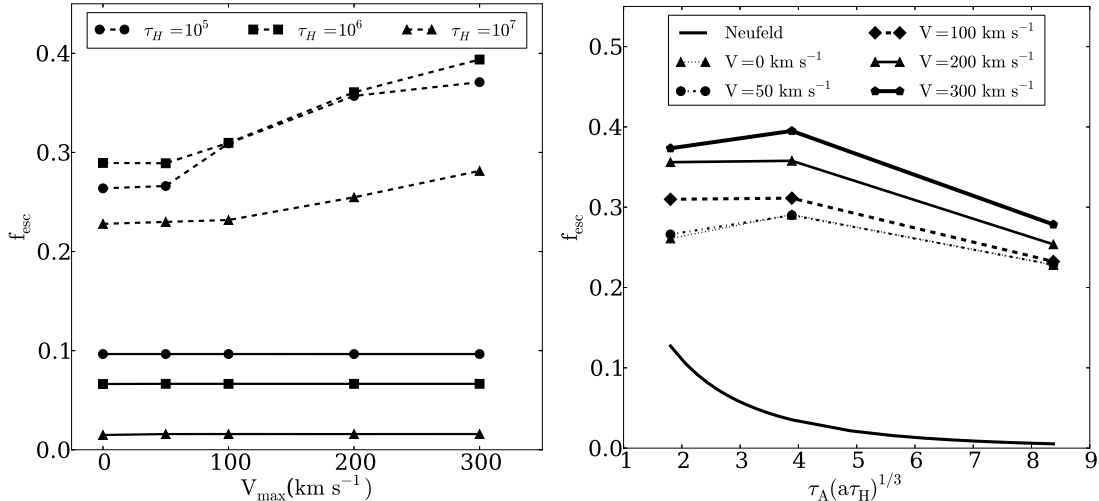 τ_H = 10^5 τ_H = 10^6 τ_H = 10^7
0.4
0.3
0.2
0.1
0.0
f_esc
0 100 200 300
V_max(km s^−1)
Neufeld
V = 0 km s^−1
V = 50 km s^−1
V = 100 km s^−1
V = 200 km s^−1
V = 300 km s^−1
0.5
0.4
0.3
0.2
0.1
0.0
f_esc
1 2 3 4 5 6 7 8 9
τ_A(aτ_H)^1/3